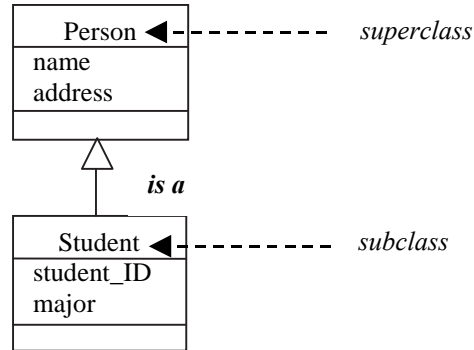 Person
superclass
name
address
is a
Student
subclass
student_ID
major